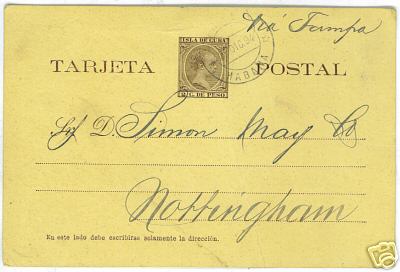 Via Tampa
ISLA DE CUBA
TARJETA POSTAL
C. DE PESO
HABANA
Sr. D. Simon May Co
Nottingham
En este lado debe escribirse solamente la dirección.